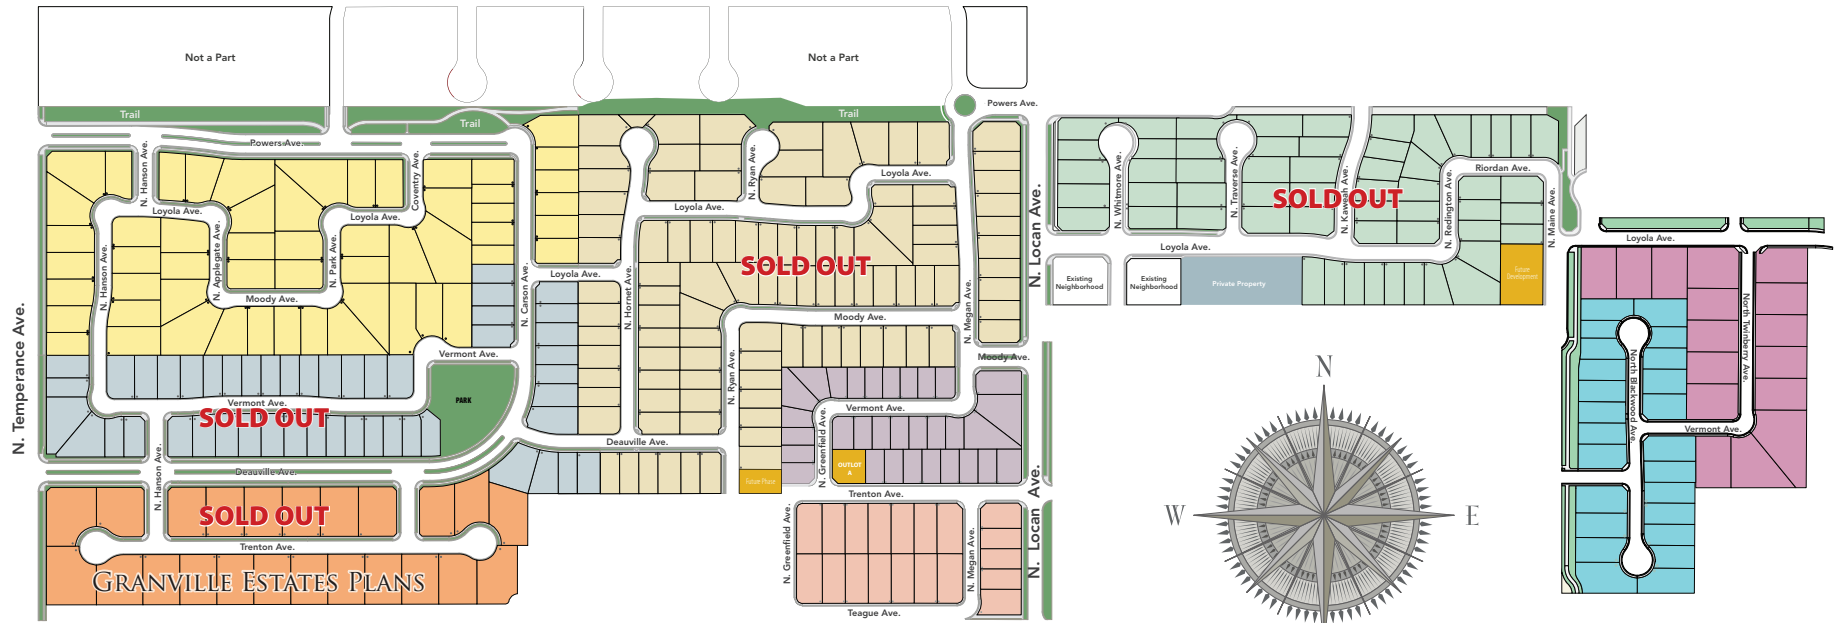 Not a Part
Not a Part
Trail
Trail
Trail
Powers Ave.
Powers Ave.
N. Hanson Ave.
Coventry Ave.
Loyola Ave.
Loyola Ave.
N. Hanson Ave.
N. Applegate Ave.
N. Park Ave.
Moody Ave.
N. Temperance Ave.
Vermont Ave.
Vermont Ave.
SOLD OUT
PARK
N. Hanson Ave.
Deauville Ave.
SOLD OUT
Trenton Ave.
GRANVILLE ESTATES PLANS
N. Carson Ave.
Loyola Ave.
N. Hornet Ave.
N. Ryan Ave.
Loyola Ave.
Loyola Ave.
SOLD OUT
Moody Ave.
N. Megan Ave.
Moody Ave.
N. Ryan Ave.
Vermont Ave.
N. Greenfield Ave.
Deauville Ave.
Future Phase
OUTLOT
A
Trenton Ave.
N. Greenfield Ave.
N. Megan Ave.
Teague Ave.
N. Locan Ave.
N. Locan Ave.
N. Whitmore Ave.
N. Traverse Ave.
SOLD OUT
N. Kaweah Ave.
N. Redington Ave.
Riordan Ave.
N. Maine Ave.
Loyola Ave.
Existing
Neighborhood
Existing
Neighborhood
Private Property
Future
Development
Loyola Ave.
North Twinberry Ave.
North Blackwood Ave.
Vermont Ave.
N
W
E